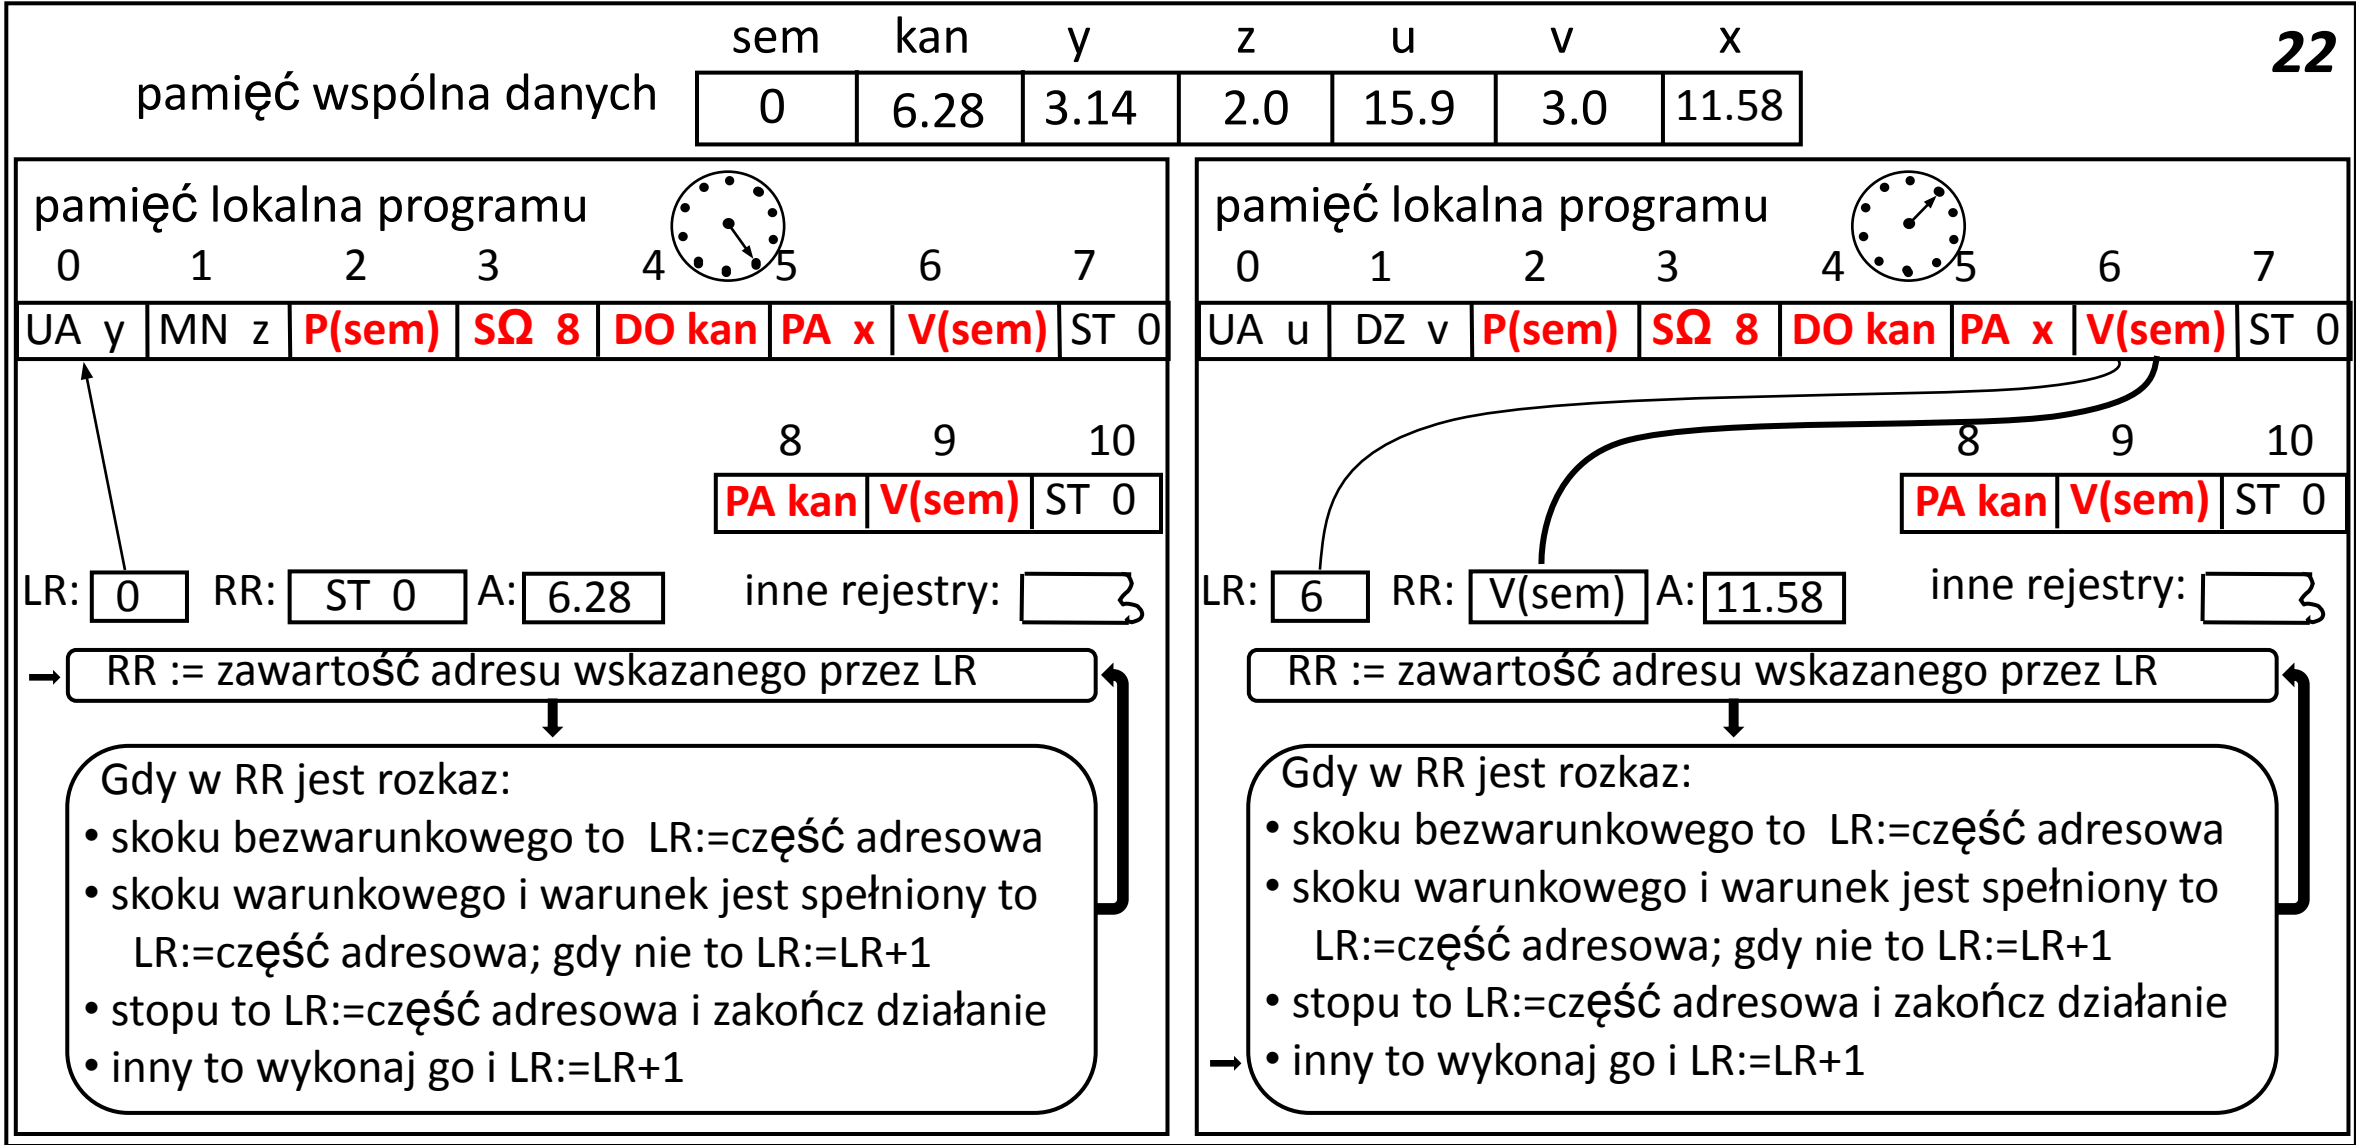 sem kan y z u v x
22
pamięć wspólna danych 0 6.28 3.14 2.0 15.9 3.0 11.58
pamięć lokalna programu
0 1 2 3 4 5 6 7
UA y MN z P(sem) SΩ 8 DO kan PA x V(sem) ST 0
8 9 10
PA kan V(sem) ST 0
LR: 0 RR: ST 0 A: 6.28 inne rejestry:
RR := zawartość adresu wskazanego przez LR
Gdy w RR jest rozkaz:
• skoku bezwarunkowego to LR:=część adresowa
• skoku warunkowego i warunek jest spełniony to
LR:=część adresowa; gdy nie to LR:=LR+1
• stopu to LR:=część adresowa i zakończ działanie
• inny to wykonaj go i LR:=LR+1
pamięć lokalna programu
0 1 2 3 4 5 6 7
UA u DZ v P(sem) SΩ 8 DO kan PA x V(sem) ST 0
8 9 10
PA kan V(sem) ST 0
LR: 6 RR: V(sem) A: 11.58 inne rejestry:
RR := zawartość adresu wskazanego przez LR
Gdy w RR jest rozkaz:
• skoku bezwarunkowego to LR:=część adresowa
• skoku warunkowego i warunek jest spełniony to
LR:=część adresowa; gdy nie to LR:=LR+1
• stopu to LR:=część adresowa i zakończ działanie
• inny to wykonaj go i LR:=LR+1